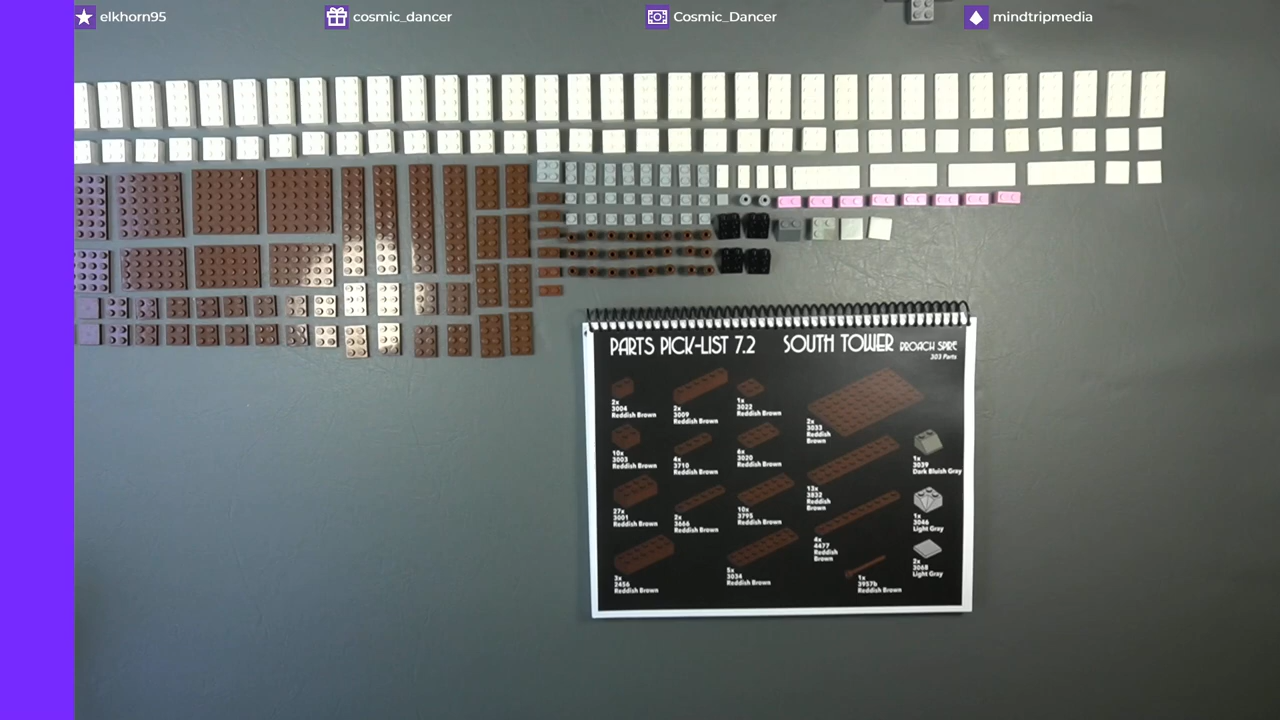 elkhorn95
cosmic_dancer
Cosmic_Dancer
mindtripmedia
PARTS PICK-LIST 7.2 SOUTH TOWER PROACH SPIRE
303 Parts
2x
3004
Reddish Brown
2x
3009
Reddish Brown
1x
3022
Reddish Brown
2x
3033
Reddish
Brown
10x
3003
Reddish Brown
4x
3710
Reddish Brown
4x
3020
Reddish Brown
1x
3039
Dark Bluish Gray
27x
3001
Reddish Brown
2x
3666
Reddish Brown
10x
3795
Reddish Brown
13x
3832
Reddish
Brown
1x
3046
Light Gray
3x
2456
Reddish Brown
5x
3034
Reddish Brown
4x
4477
Reddish
Brown
1x
3957b
Reddish Brown
2x
3068
Light Gray